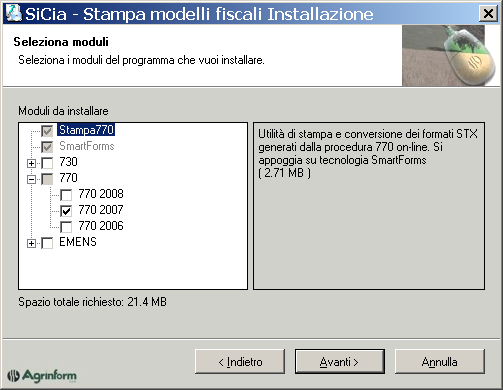 SiCia - Stampa modelli fiscali Installazione
Seleziona moduli
Seleziona i moduli del programma che vuoi installare.
Moduli da installare
Stampa770
SmartForms
730
770
770 2008
770 2007
770 2006
EMENS
Utilità di stampa e conversione dei formati STX
generati dalla procedura 770 on-line. Si
appoggia su tecnologia SmartForms
( 2.71 MB )
Spazio totale richiesto: 21.4 MB
Agrinform
< Indietro
Avanti >
Annulla